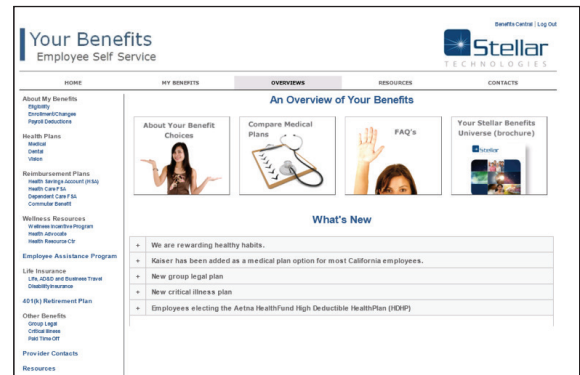 Benefits Central | Log Out
Your Benefits
Employee Self Service
Stellar
TECHNOLOGIES
HOME
MY BENEFITS
OVERVIEWS
RESOURCES
CONTACTS
About My Benefits
Eligibility
Enrollment/Changes
Payroll Deductions
Health Plans
Medical
Dental
Vision
Reimbursement Plans
Health Savings Account (HSA)
Health Care FSA
Dependent Care FSA
Commuter Benefit
Wellness Resources
Wellness Incentive Program
Health Advocate
Health Resource Ctr
Employee Assistance Program
Life Insurance
Life, AD&D and Business Travel
Disability Insurance
401(k) Retirement Plan
Other Benefits
Group Legal
Critical Illness
Paid Time Off
Provider Contacts
Resources
An Overview of Your Benefits
About Your Benefit
Choices
Compare Medical
Plans
FAQ's
Your Stellar Benefits
Universe (brochure)
Stellar
What's New
+ We are rewarding healthy habits.
+ Kaiser has been added as a medical plan option for most California employees.
+ New group legal plan
+ New critical illness plan
+ Employees electing the Aetna HealthFund High Deductible HealthPlan (HDHP)